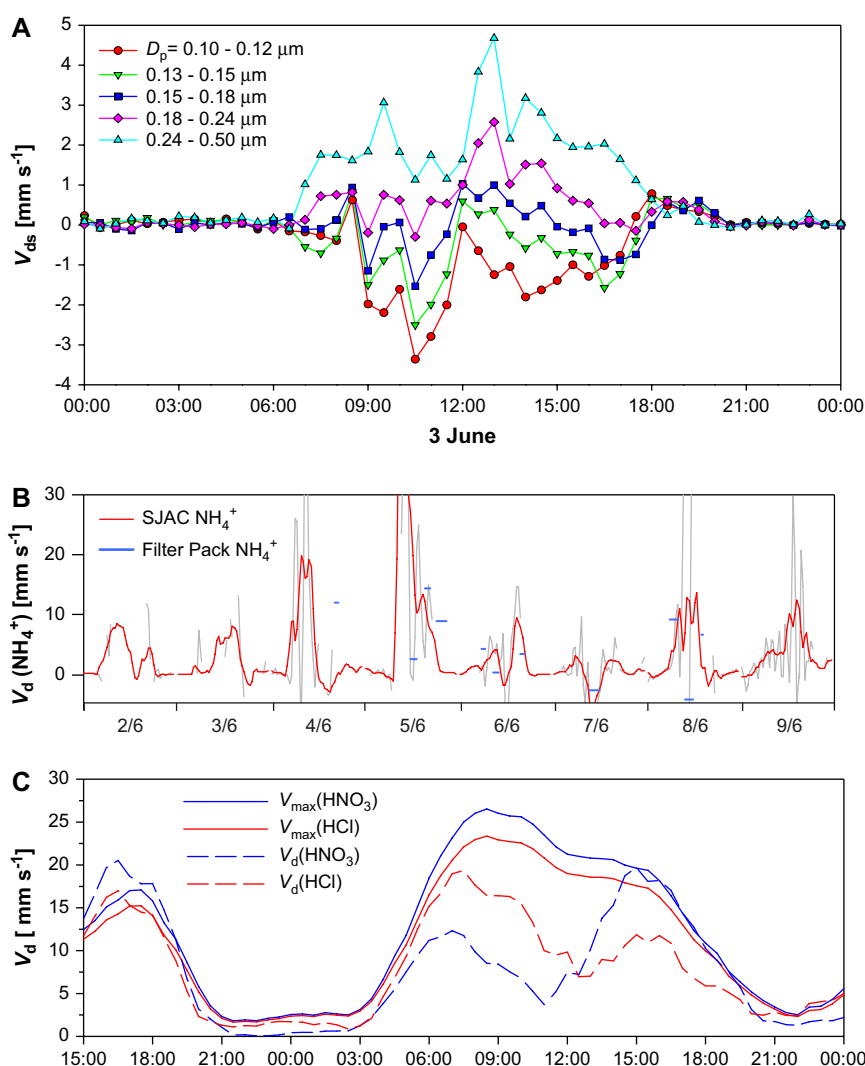 A
V_ds [mm s⁻¹]
5
4
3
2
1
0
-1
-2
-3
-4
D_p = 0.10 - 0.12 µm
0.13 - 0.15 µm
0.15 - 0.18 µm
0.18 - 0.24 µm
0.24 - 0.50 µm
00:00 03:00 06:00 09:00 12:00 15:00 18:00 21:00 00:00
3 June
B
V_d (NH₄⁺) [mm s⁻¹]
30
20
10
0
SJAC NH₄⁺
Filter Pack NH₄⁺
2/6 3/6 4/6 5/6 6/6 7/6 8/6 9/6
C
V_d [ mm s⁻¹]
30
25
20
15
10
5
0
V_max(HNO₃)
V_max(HCl)
V_d(HNO₃)
V_d(HCl)
15:00 18:00 21:00 00:00 03:00 06:00 09:00 12:00 15:00 18:00 21:00 00:00